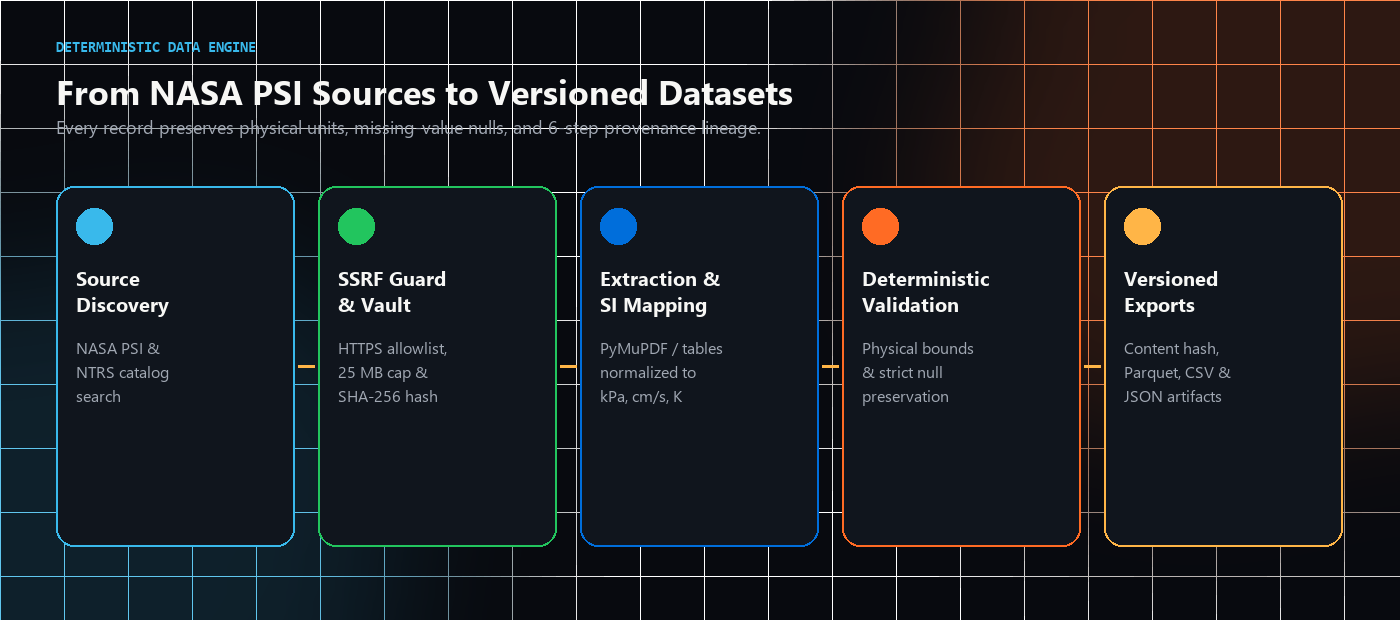 DETERMINISTIC DATA ENGINE
From NASA PSI Sources to Versioned Datasets
Every record preserves physical units, missing-value nulls, and 6-step provenance lineage.
Source
Discovery
NASA PSI &
NTRS catalog
search
SSRF Guard
& Vault
HTTPS allowlist,
25 MB cap &
SHA-256 hash
Extraction &
SI Mapping
PyMuPDF / tables
normalized to
kPa, cm/s, K
Deterministic
Validation
Physical bounds
& strict null
preservation
Versioned
Exports
Content hash,
Parquet, CSV &
JSON artifacts